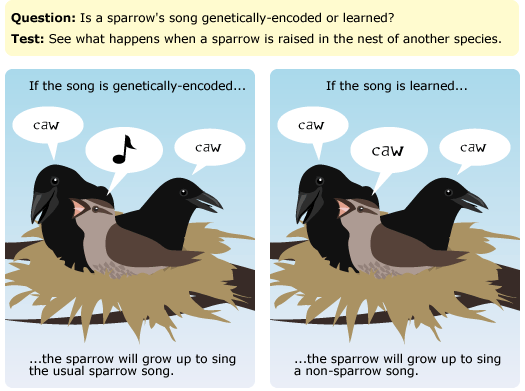 Question: Is a sparrow's song genetically-encoded or learned?
Test: See what happens when a sparrow is raised in the nest of another species.
If the song is genetically-encoded...
caw
caw
...the sparrow will grow up to sing
the usual sparrow song.
If the song is learned...
caw
caw
caw
...the sparrow will grow up to sing
a non-sparrow song.